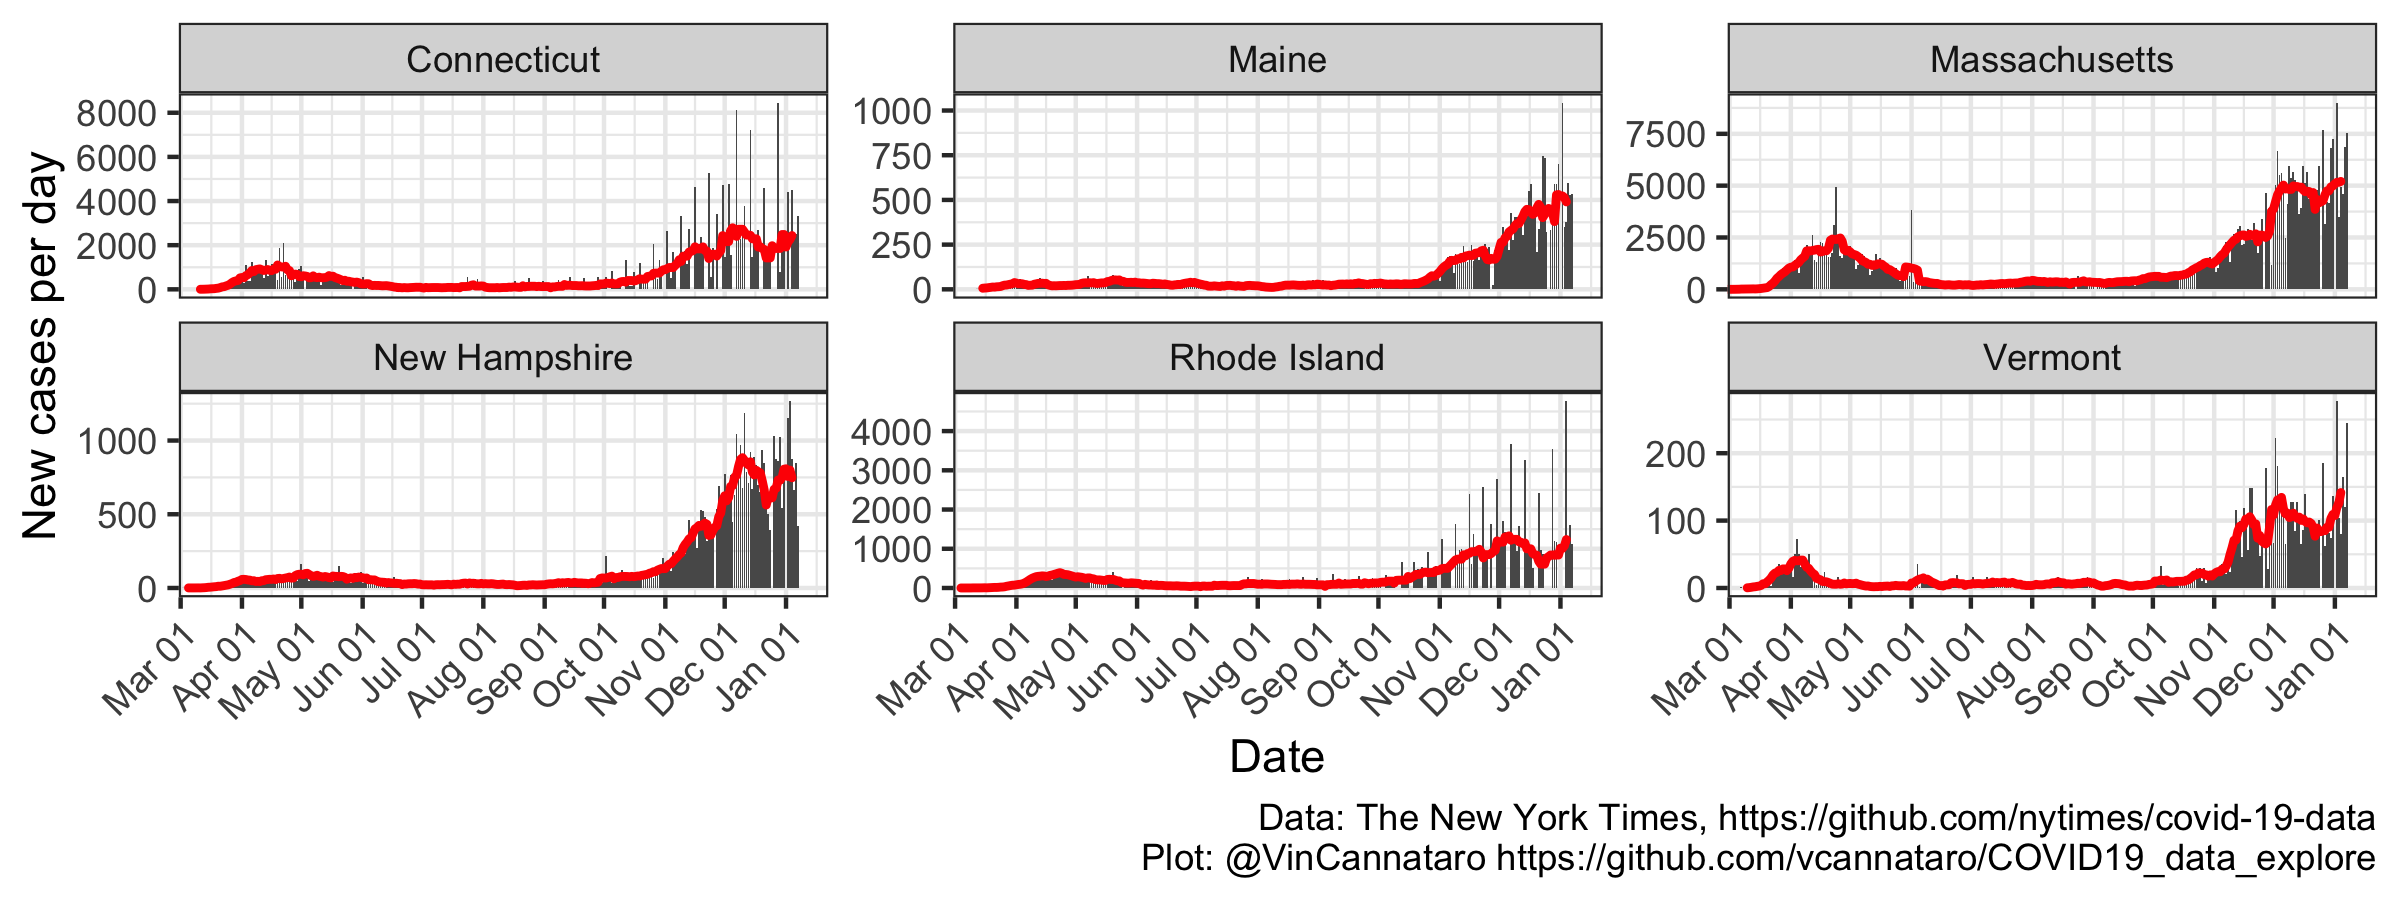 Connecticut
Maine
Massachusetts
8000
6000
4000
2000
0
1000
750
500
250
0
7500
5000
2500
0
New cases per day
New Hampshire
Rhode Island
Vermont
1000
500
0
4000
3000
2000
1000
0
200
100
0
Mar 01 Apr 01 May 01 Jun 01 Jul 01 Aug 01 Sep 01 Oct 01 Nov 01 Dec 01 Jan 01
Mar 01 Apr 01 May 01 Jun 01 Jul 01 Aug 01 Sep 01 Oct 01 Nov 01 Dec 01 Jan 01
Mar 01 Apr 01 May 01 Jun 01 Jul 01 Aug 01 Sep 01 Oct 01 Nov 01 Dec 01 Jan 01
Date
Data: The New York Times, https://github.com/nytimes/covid-19-data
Plot: @VinCannataro https://github.com/vcannataro/COVID19_data_explore